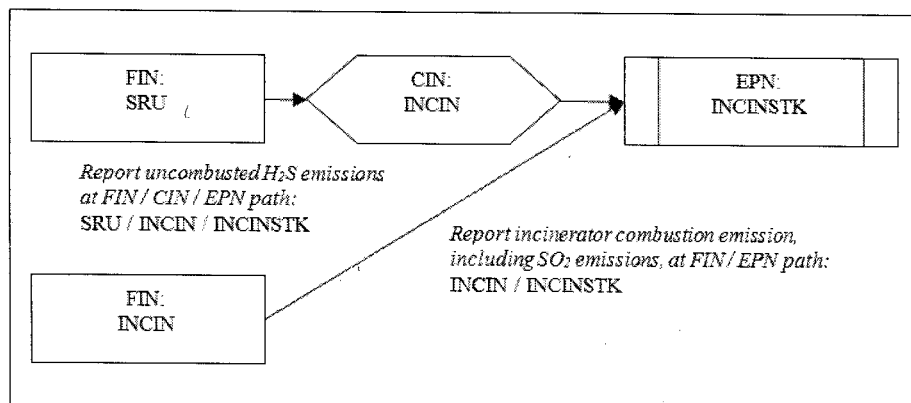 FIN:
SRU
CIN:
INCIN
EPN:
INCINSTK
Report uncombusted H₂S emissions
at FIN / CIN / EPN path:
SRU / INCIN / INCINSTK
Report incinerator combustion emission,
including SO₂ emissions, at FIN / EPN path:
INCIN / INCINSTK
FIN:
INCIN